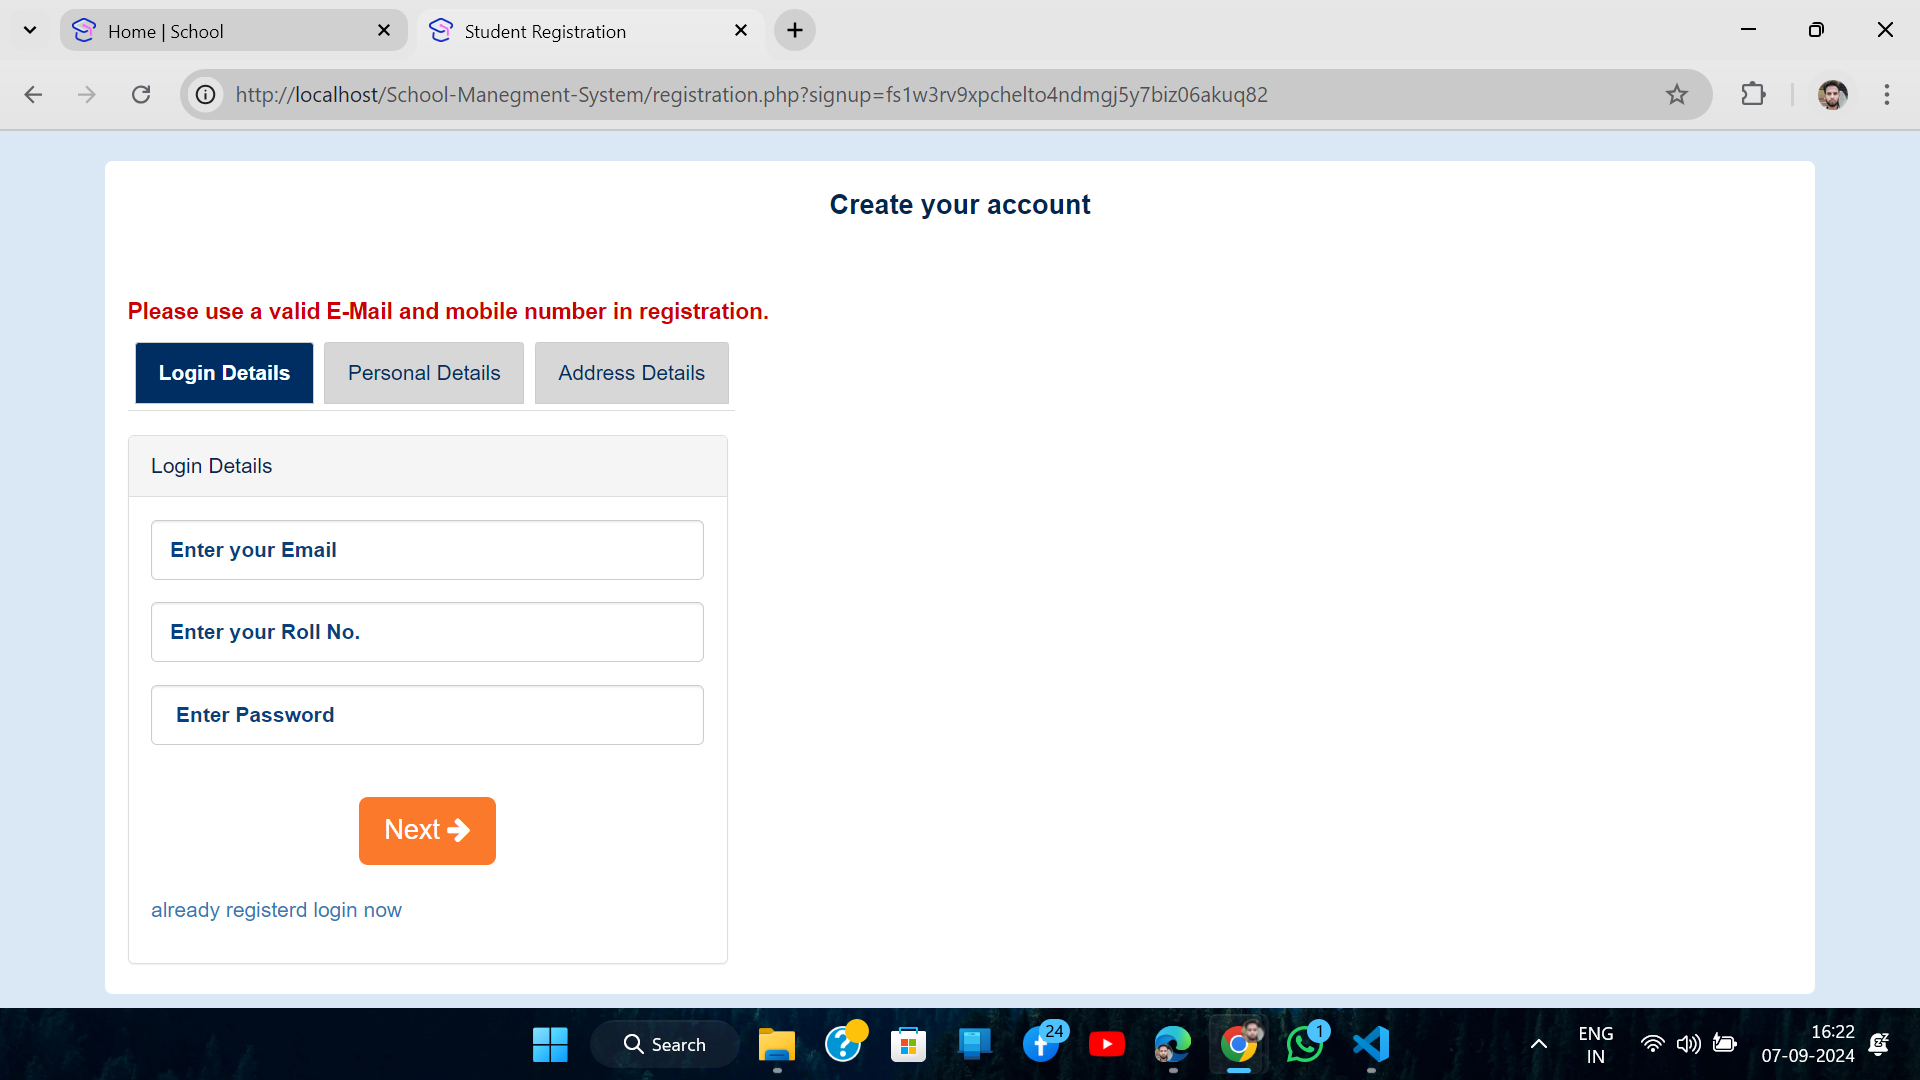 Home | School
Student Registration
http://localhost/School-Manegment-System/registration.php?signup=fs1w3rv9xpchelto4ndmgj5y7biz06akuq82
Create your account
Please use a valid E-Mail and mobile number in registration.
Login Details Personal Details Address Details
Login Details
Enter your Email
Enter your Roll No.
Enter Password
Next
already registerd login now
Search
24
1
ENG
IN
16:22
07-09-2024